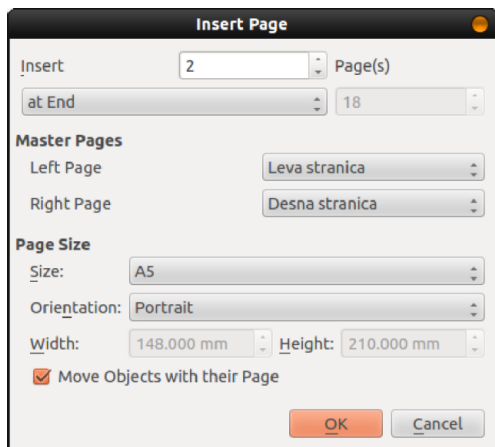 Insert Page
Insert 2 Page(s)
at End 18
Master Pages
Left Page Leva stranica
Right Page Desna stranica
Page Size
Size: A5
Orientation: Portrait
Width: 148.000 mm Height: 210.000 mm
Move Objects with their Page
OK Cancel